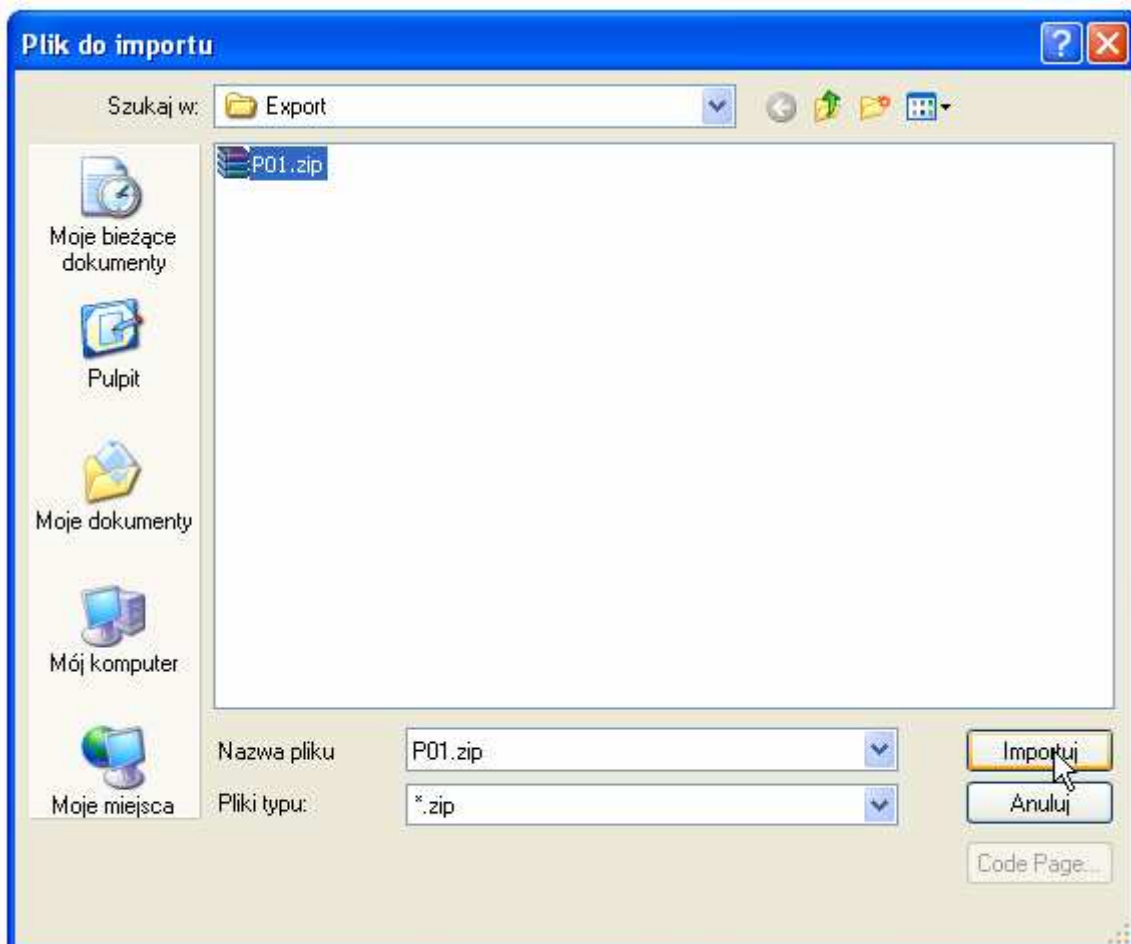 Plik do importu
Szukaj w: Export
P01.zip
Moje bieżące
dokumenty
Pulpit
Moje dokumenty
Mój komputer
Moje miejsca
Nazwa pliku P01.zip Importuj
Pliki typu: *.zip Anuluj
Code Page...